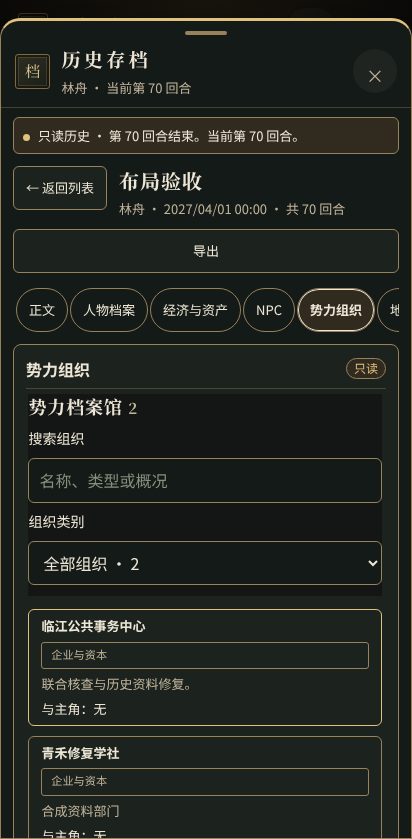 档
历史存档
林舟 · 当前第 70 回合
只读历史 · 第 70 回合结束。当前第 70 回合。
← 返回列表
布局验收
林舟 · 2027/04/01 00:00 · 共 70 回合
导出
正文 人物档案 经济与资产 NPC 势力组织
势力组织 只读
势力档案馆 2
搜索组织
名称、类型或概况
组织类别
全部组织 · 2
临江公共事务中心
企业与资本
联合核查与历史资料修复。
与主角：无
青禾修复学社
企业与资本
合成资料部门
与主角：无